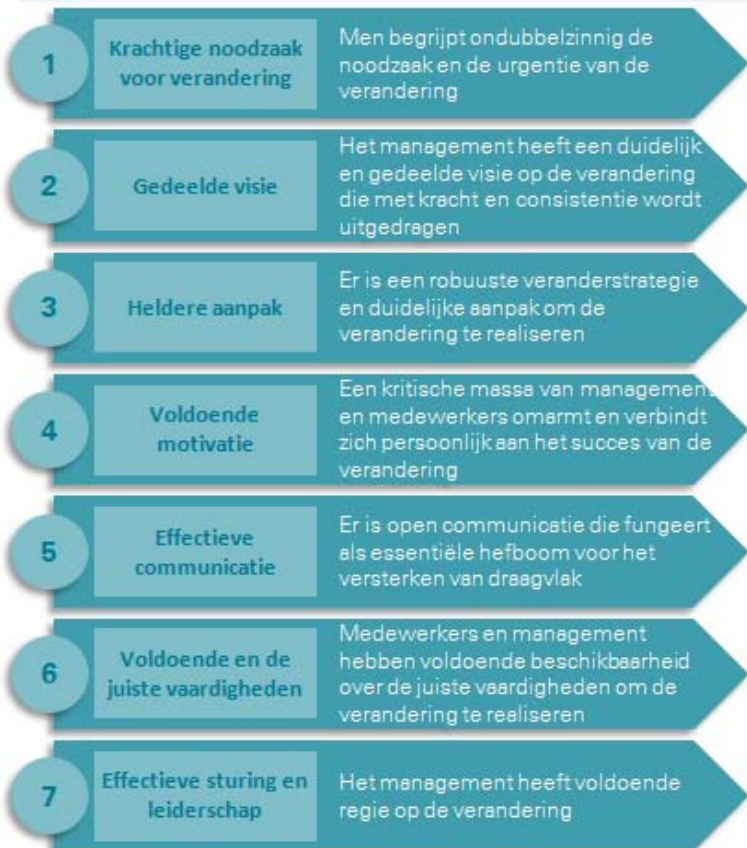 1
Krachtige noodzaak
voor verandering
Men begrijpt ondubbelzinnig de
noodzaak en de urgentie van de
verandering
2
Gedeelde visie
Het management heeft een duidelijk
en gedeelde visie op de verandering
die met kracht en consistentie wordt
uitgedragen
3
Heldere aanpak
Er is een robuuste veranderstrategie
en duidelijke aanpak om de
verandering te realiseren
4
Voldoende
motivatie
Een kritische massa van management
en medewerkers omarmt en verbindt
zich persoonlijk aan het succes van de
verandering
5
Effectieve
communicatie
Er is open communicatie die fungeert
als essentiële hefboom voor het
versterken van draagvlak
6
Voldoende en de
juiste vaardigheden
Medewerkers en management
hebben voldoende beschikbaarheid
over de juiste vaardigheden om de
verandering te realiseren
7
Effectieve sturing en
leiderschap
Het management heeft voldoende
regie op de verandering